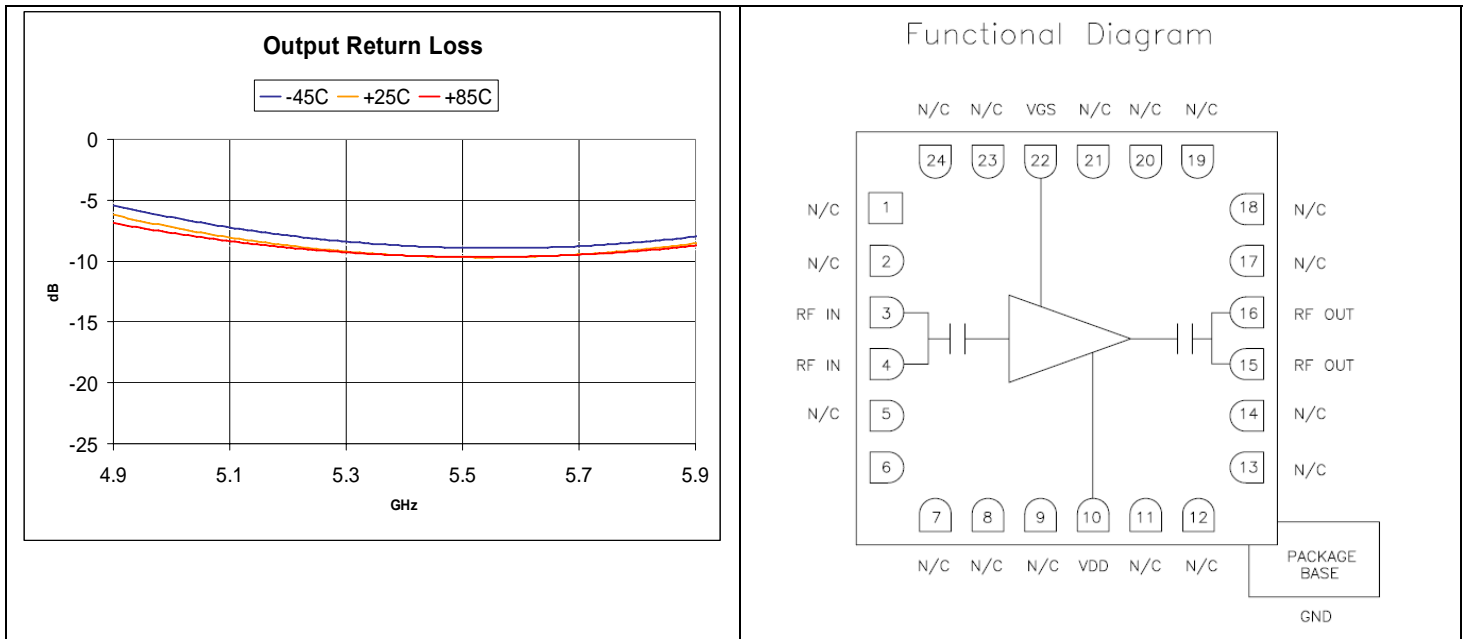 Output Return Loss
-45C +25C +85C
0
-5
-10
-15
-20
-25
dB
4.9 5.1 5.3 5.5 5.7 5.9
GHz
Functional Diagram
N/C N/C VGS N/C N/C N/C
24 23 22 21 20 19
N/C 1 18 N/C
N/C 2 17 N/C
RF IN 3 16 RF OUT
RF IN 4 15 RF OUT
N/C 5 14 N/C
6 13 N/C
7 8 9 10 11 12
N/C N/C N/C VDD N/C N/C
PACKAGE
BASE
GND